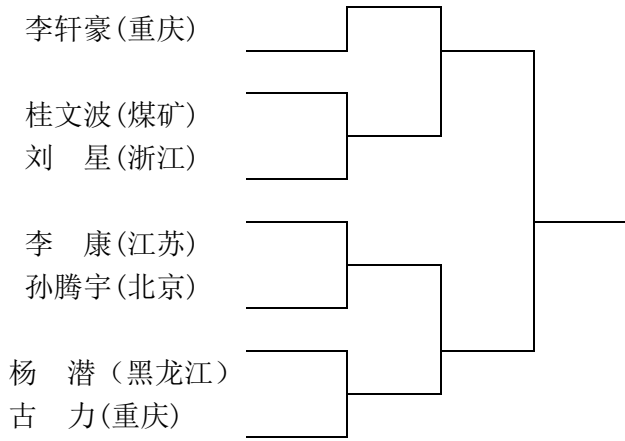 李轩豪(重庆)
桂文波(煤矿)
刘　星(浙江)
李　康(江苏)
孙腾宇(北京)
杨　潜（黑龙江）
古　力(重庆)